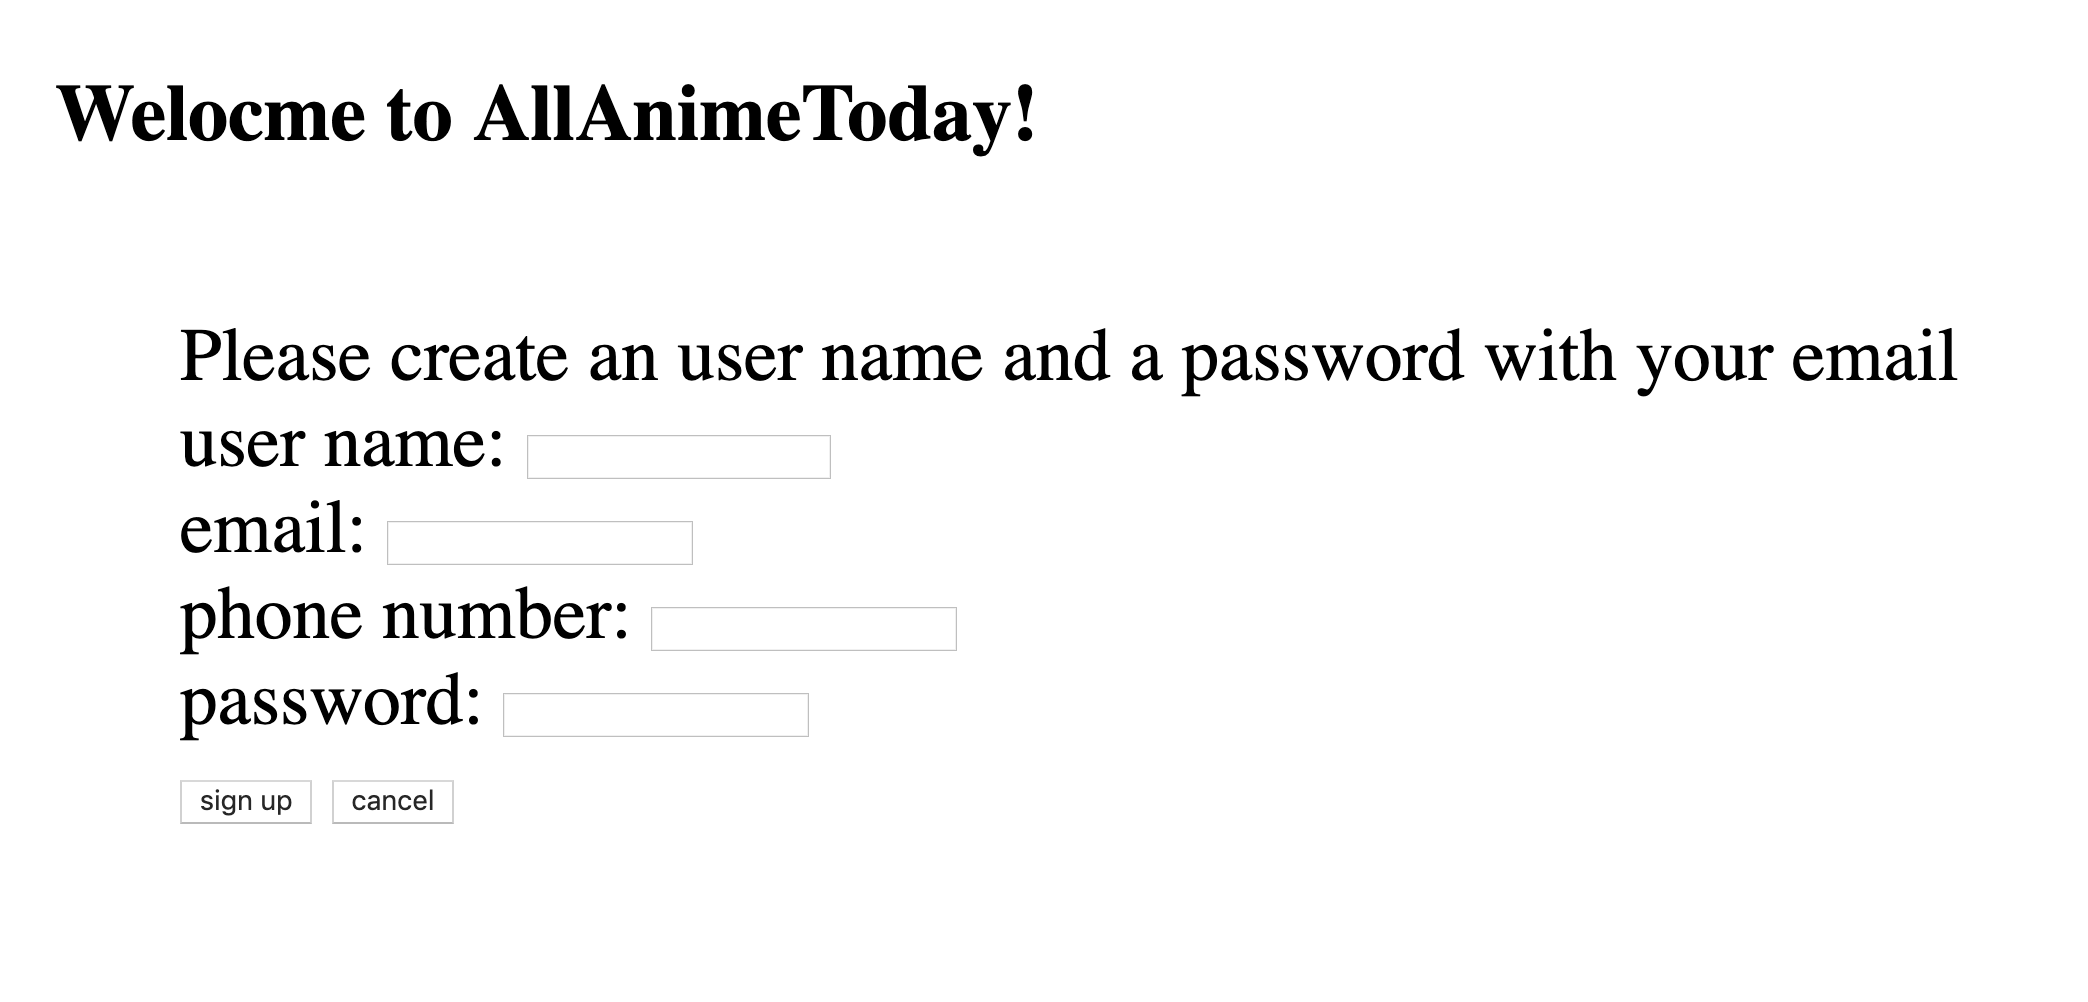 Welocme to AllAnimeToday!
Please create an user name and a password with your email
user name:
email:
phone number:
password:
sign up cancel